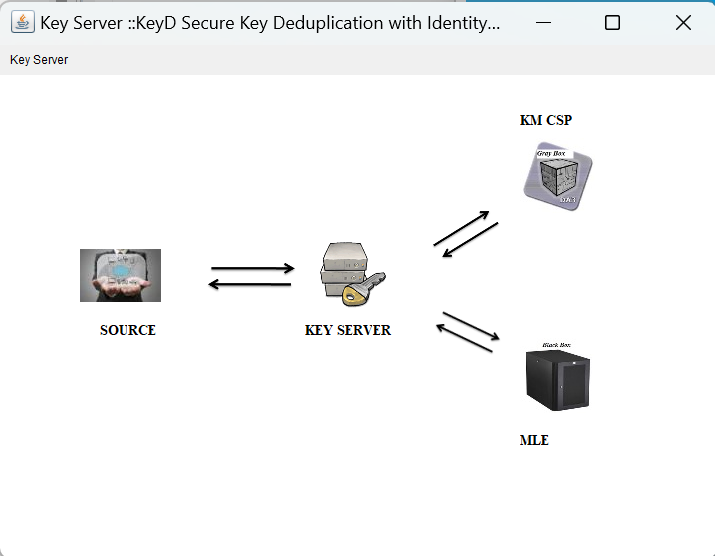 Key Server ::KeyD Secure Key Deduplication with Identity...
Key Server
KM CSP
Gray Box
SOURCE
KEY SERVER
Black Box
MLE